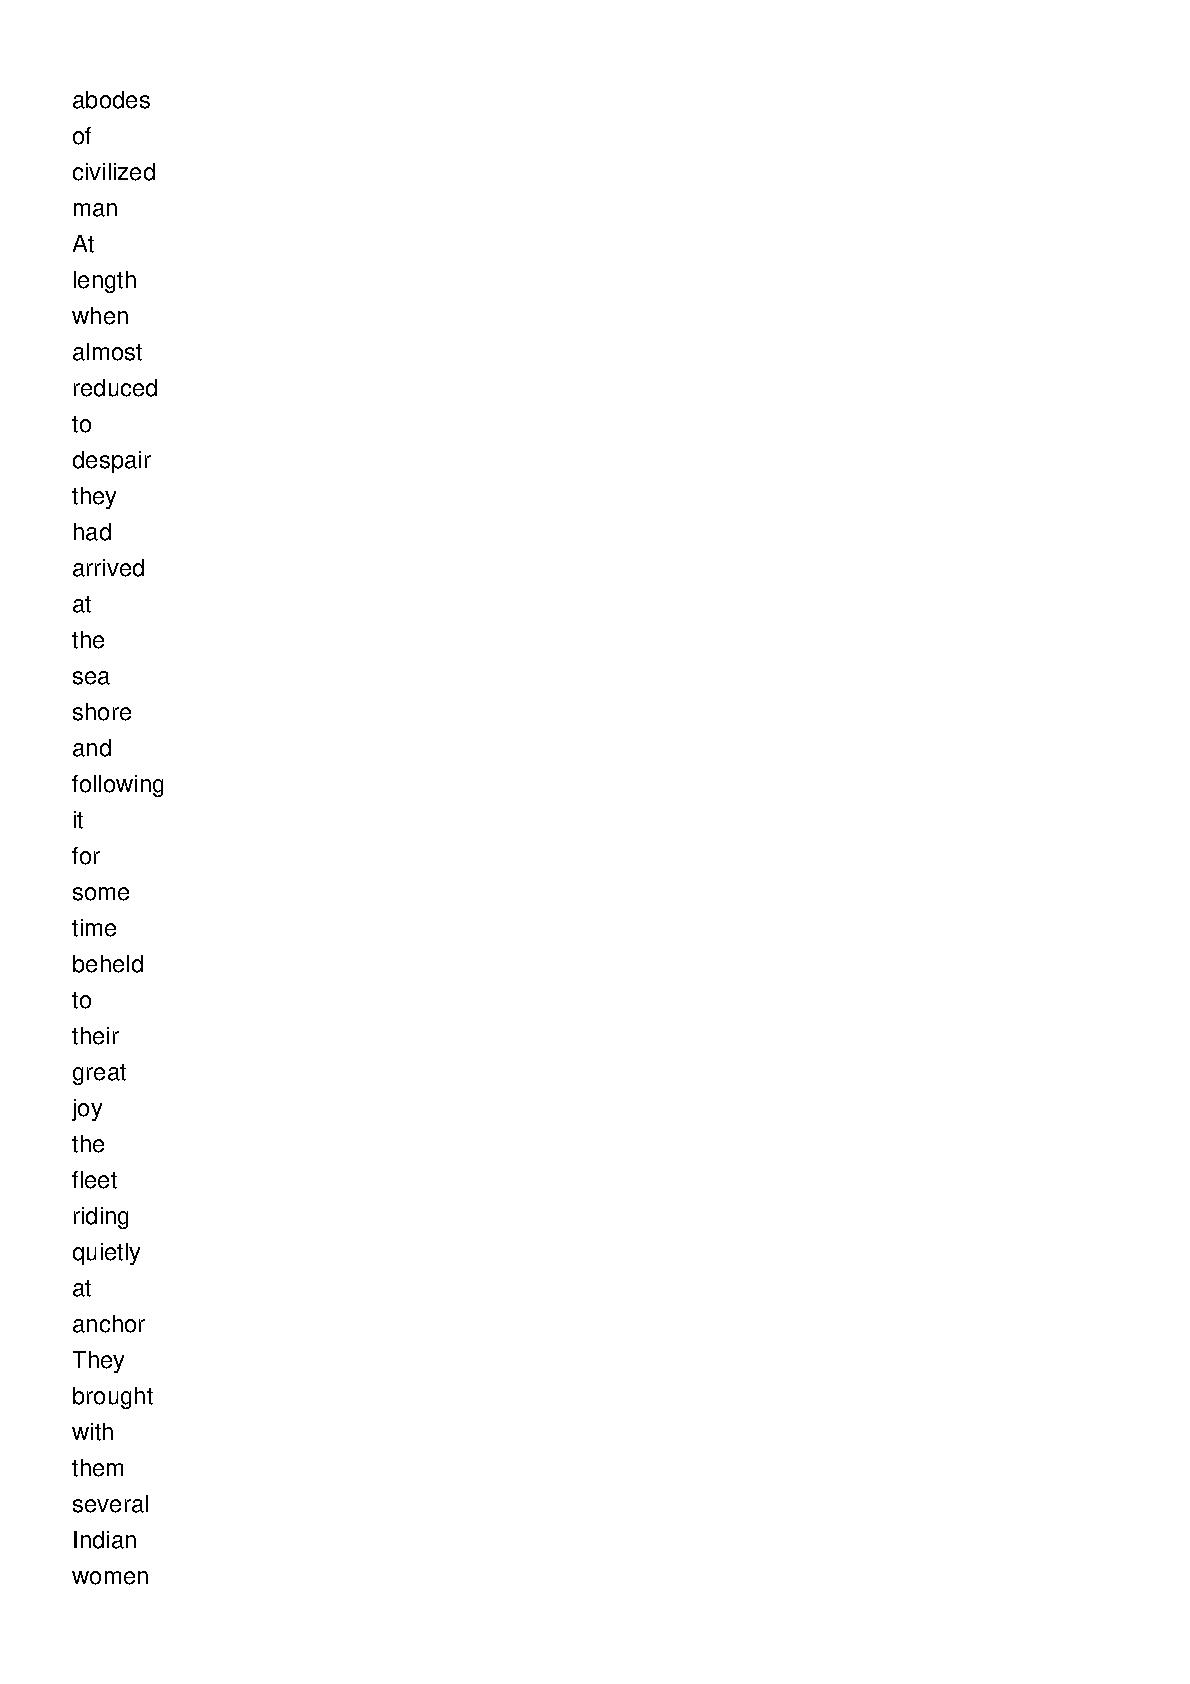 abodes
of
civilized
man
At
length
when
almost
reduced
to
despair
they
had
arrived
at
the
sea
shore
and
following
it
for
some
time
beheld
to
their
great
joy
the
fleet
riding
quietly
at
anchor
They
brought
with
them
several
Indian
women